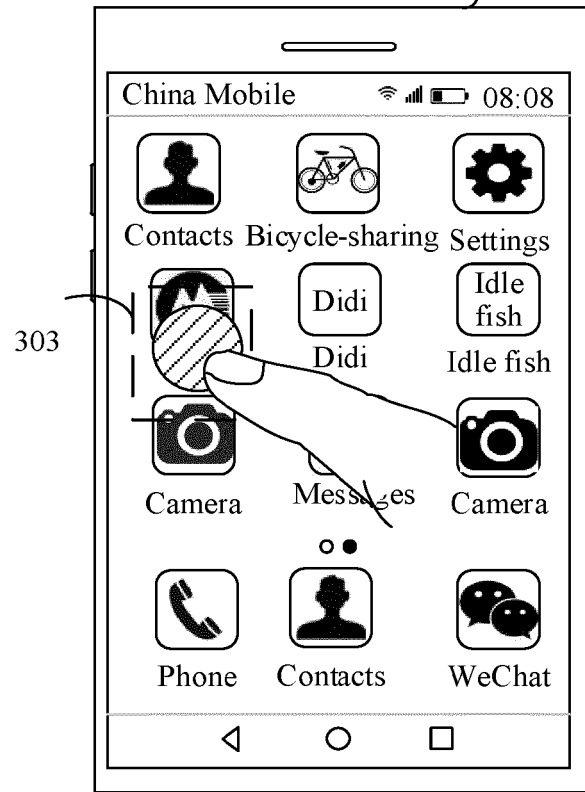 China Mobile 08:08
Contacts Bicycle-sharing Settings
Didi Idle fish
Didi Idle fish
303
Camera Messages Camera
Phone Contacts WeChat